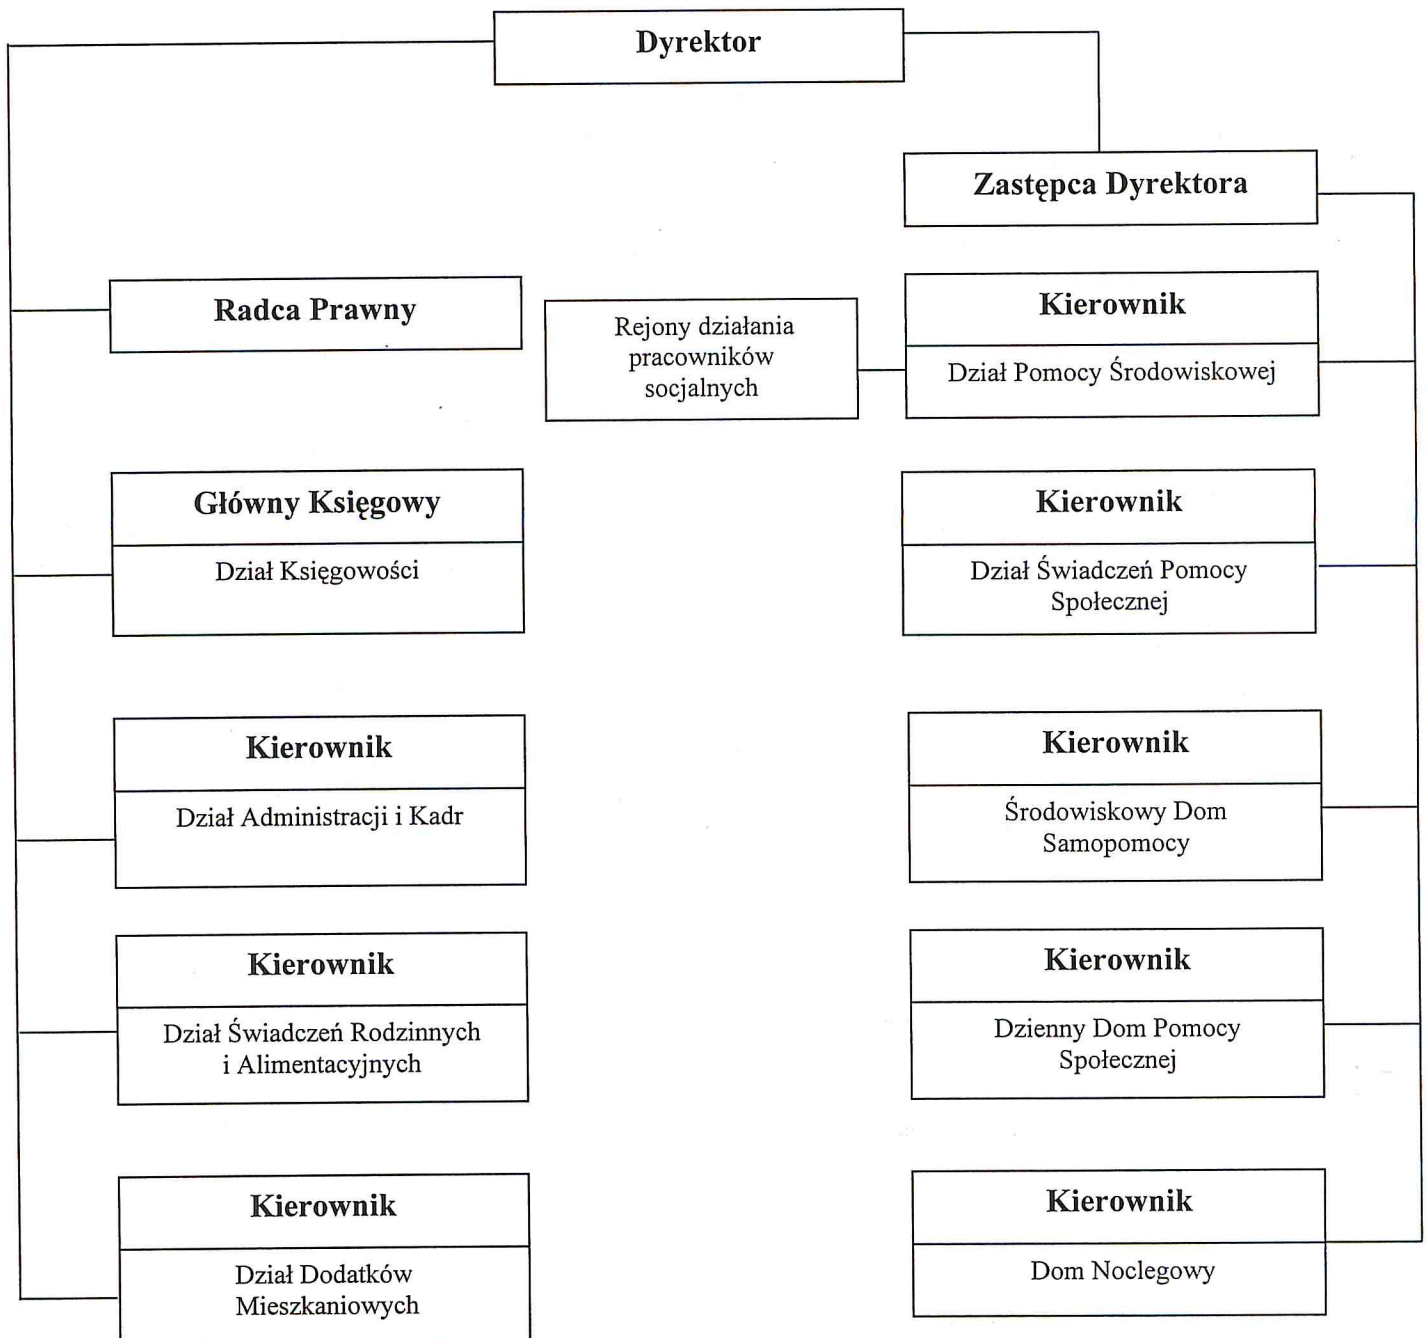 Dyrektor
Zastępca Dyrektora
Radca Prawny
Rejony działania
pracowników
socjalnych
Kierownik
Dział Pomocy Środowiskowej
Główny Księgowy
Dział Księgowości
Kierownik
Dział Świadczeń Pomocy
Społecznej
Kierownik
Dział Administracji i Kadr
Kierownik
Środowiskowy Dom
Samopomocy
Kierownik
Dział Świadczeń Rodzinnych
i Alimentacyjnych
Kierownik
Dzienny Dom Pomocy
Społecznej
Kierownik
Dział Dodatków
Mieszkaniowych
Kierownik
Dom Noclegowy